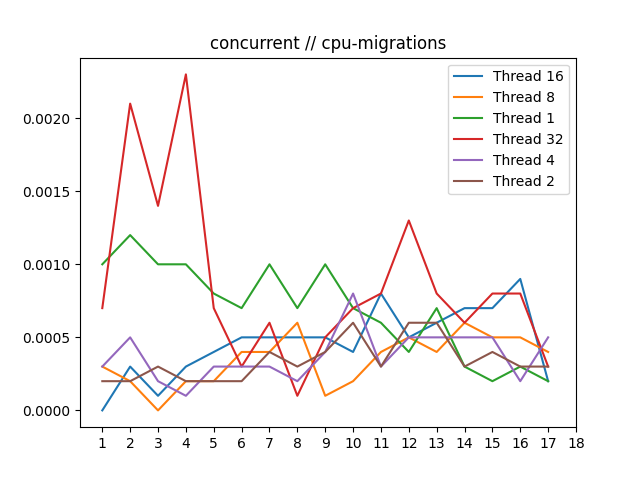 concurrent // cpu-migrations
Thread 16
Thread 8
Thread 1
Thread 32
Thread 4
Thread 2
0.0020
0.0015
0.0010
0.0005
0.0000
1 2 3 4 5 6 7 8 9 10 11 12 13 14 15 16 17 18